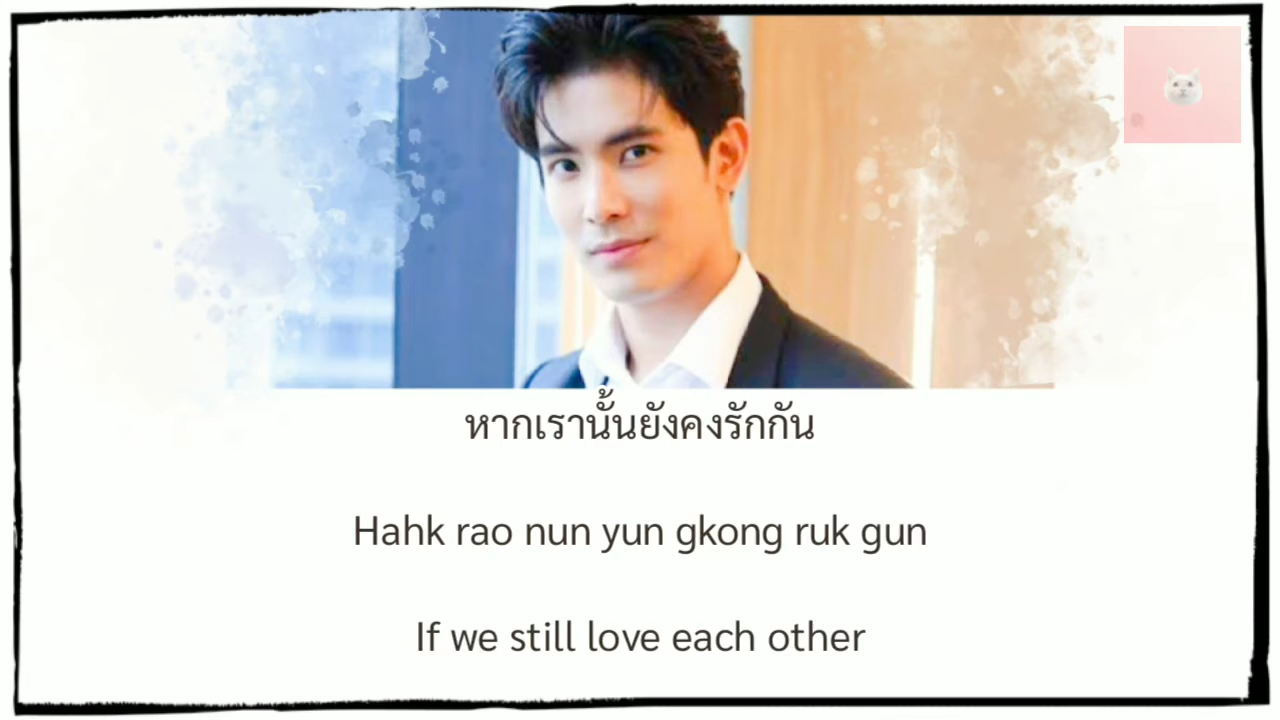 หากเรานั้นยังคงรักกัน
Hahk rao nun yun gkong ruk gun
If we still love each other